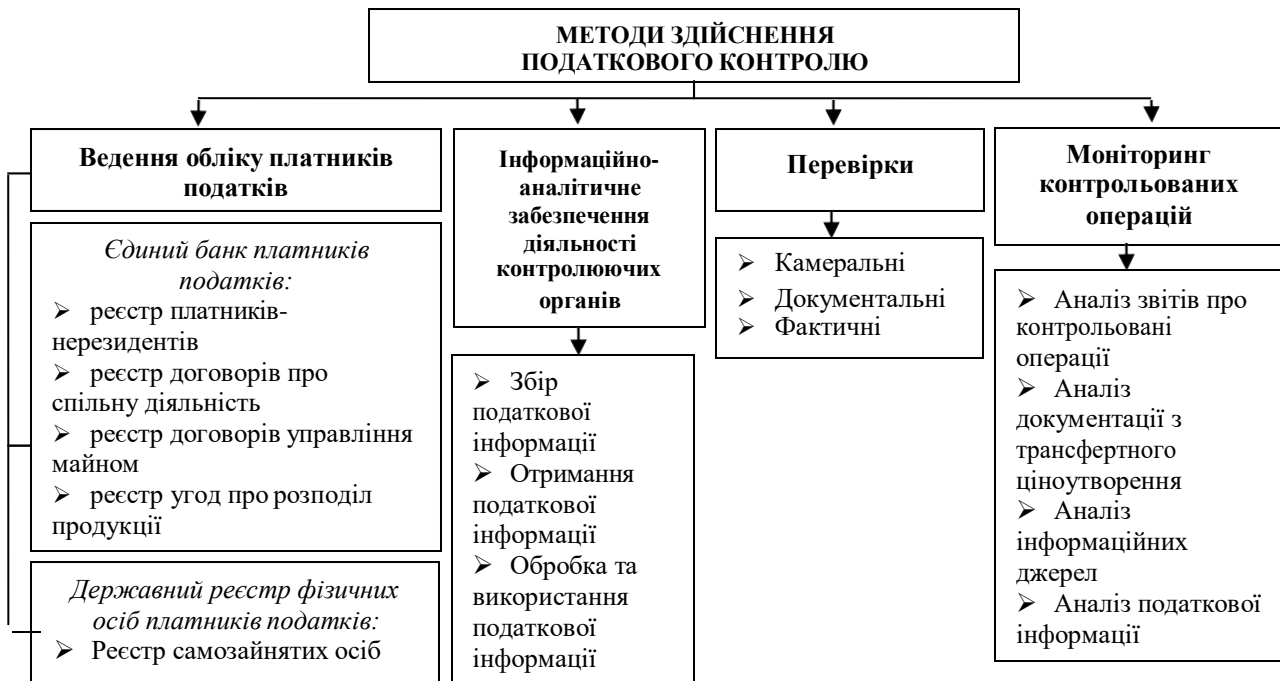 МЕТОДИ ЗДІЙСНЕННЯ
ПОДАТКОВОГО КОНТРОЛЮ
Ведення обліку платників
податків
Єдиний банк платників
податків:
➢ реєстр платників-
нерезидентів
➢ реєстр договорів про
спільну діяльність
➢ реєстр договорів управління
майном
➢ реєстр угод про розподіл
продукції
Державний реєстр фізичних
осіб платників податків:
➢ Реєстр самозайнятих осіб
Інформаційно-
аналітичне
забезпечення
діяльності
контролюючих
органів
➢ Збір
податкової
інформації
➢ Отримання
податкової
інформації
➢ Обробка та
використання
податкової
інформації
Перевірки
➢ Камеральні
➢ Документальні
➢ Фактичні
Моніторинг
контрольованих
операцій
➢ Аналіз звітів про
контрольовані
операції
➢ Аналіз
документації з
трансфертного
ціноутворення
➢ Аналіз
інформаційних
джерел
➢ Аналіз податкової
інформації